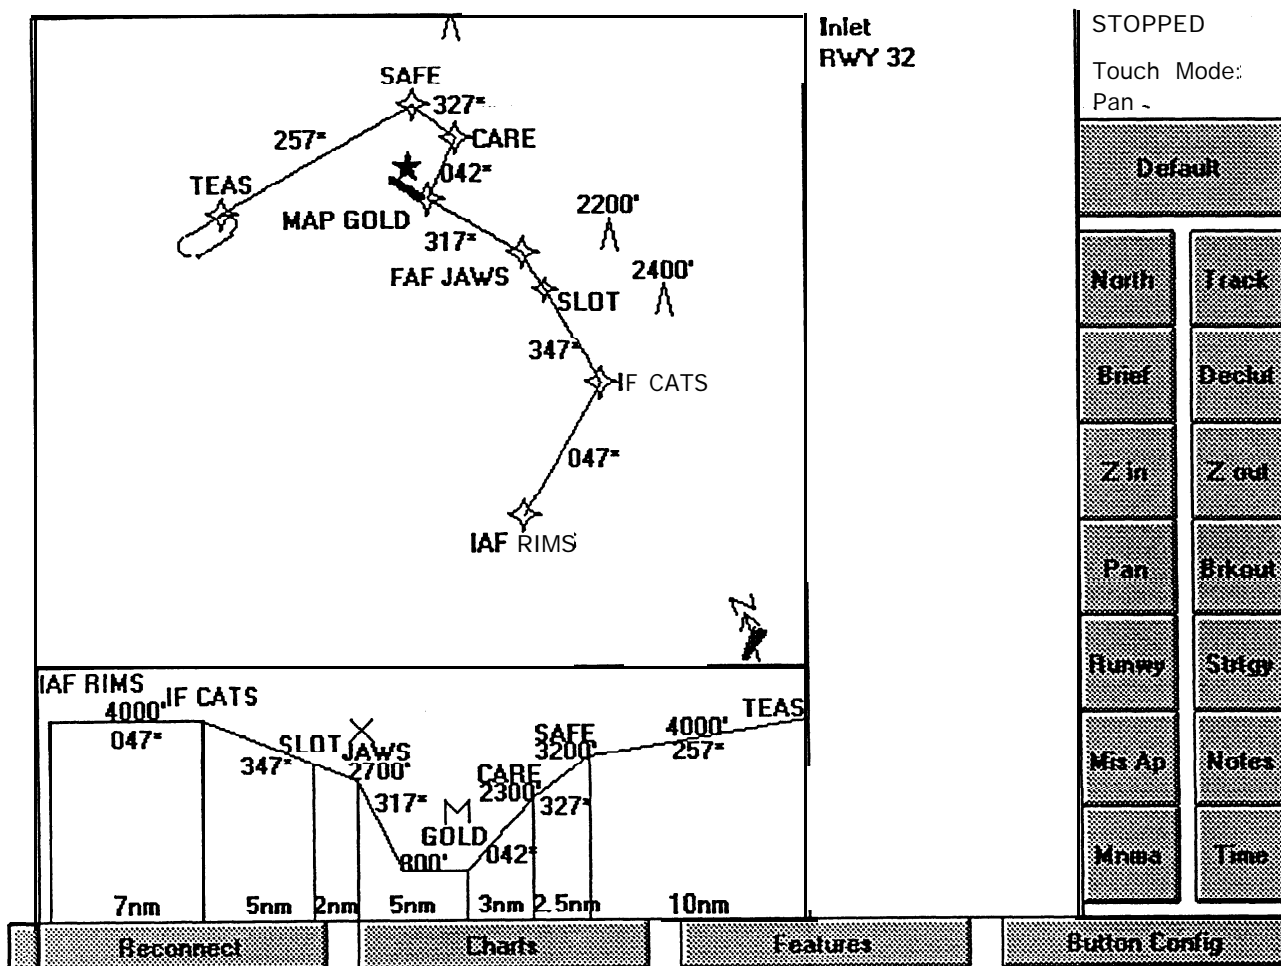 Inlet
RWY 32
STOPPED
Touch Mode:
Pan
SAFE
327°
257°
CARE
042°
TEAS
MAP GOLD
317°
2200'
FAF JAWS
2400'
SLOT
347°
IF CATS
047°
IAF RIMS
N
IAF RIMS
IF CATS
4000'
047°
SLOT
JAWS
347°
2700'
317°
M
GOLD
800'
042°
CARE
2300'
327°
SAFE
3200'
4000'
257°
TEAS
7nm
5nm
2nm
5nm
3nm
2.5nm
10nm
Default
North
Track
Brief
Declut
Z in
Z out
Pan
Brkout
Runwy
Strtgy
Mis Ap
Notes
Mnma
Time
Reconnect
Charts
Features
Button Config